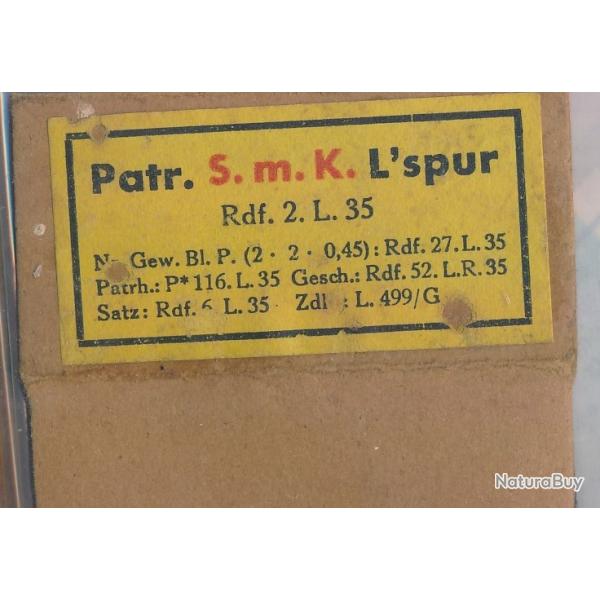 Patr. S. m. K. L'spur
Rdf. 2. L. 35
Gew. Bl. P. (2 · 2 · 0,45): Rdf. 27. L. 35
Patrh.: P* 116. L. 35 Gesch.: Rdf. 52. L.R. 35
Satz: Rdf. 6. L. 35 L. 499/G
NaturaBuy